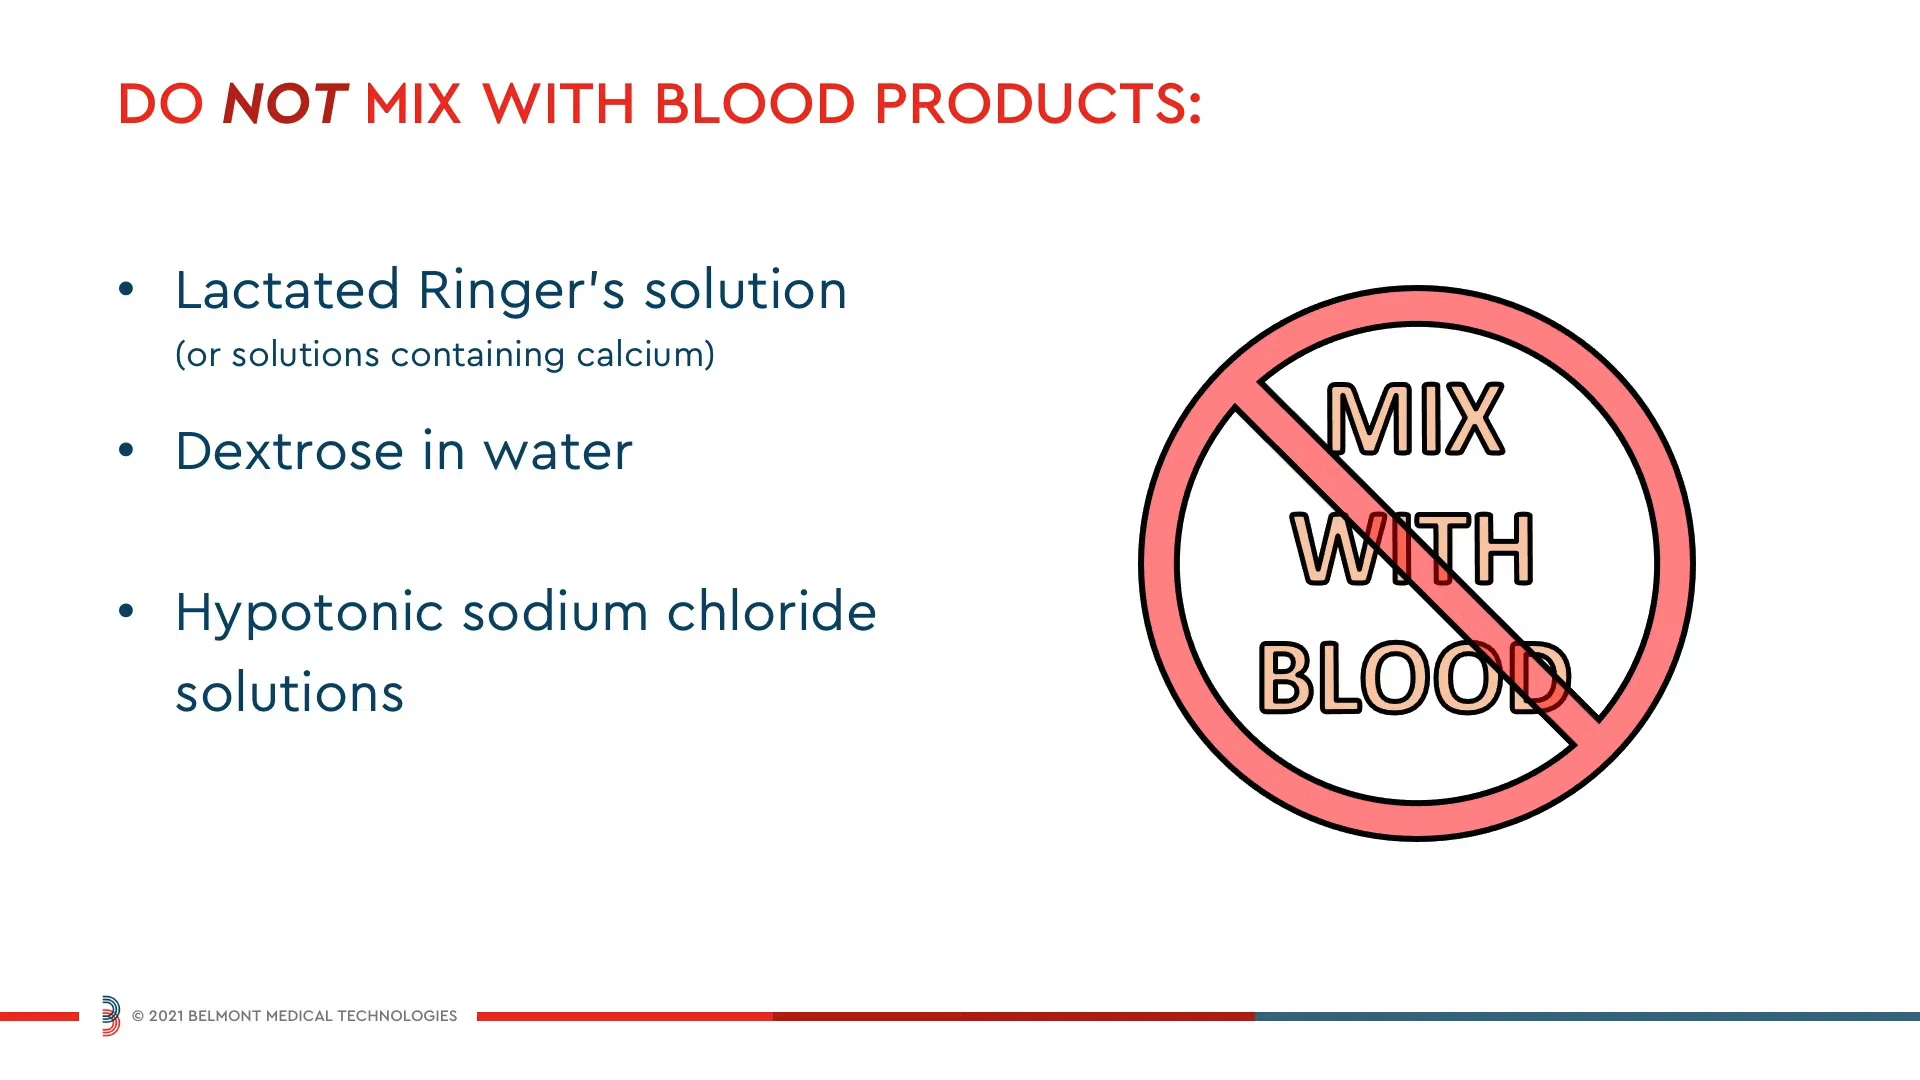 DO NOT MIX WITH BLOOD PRODUCTS:
• Lactated Ringer's solution
(or solutions containing calcium)
• Dextrose in water
• Hypotonic sodium chloride
solutions
MIX
WITH
BLOOD
© 2021 BELMONT MEDICAL TECHNOLOGIES